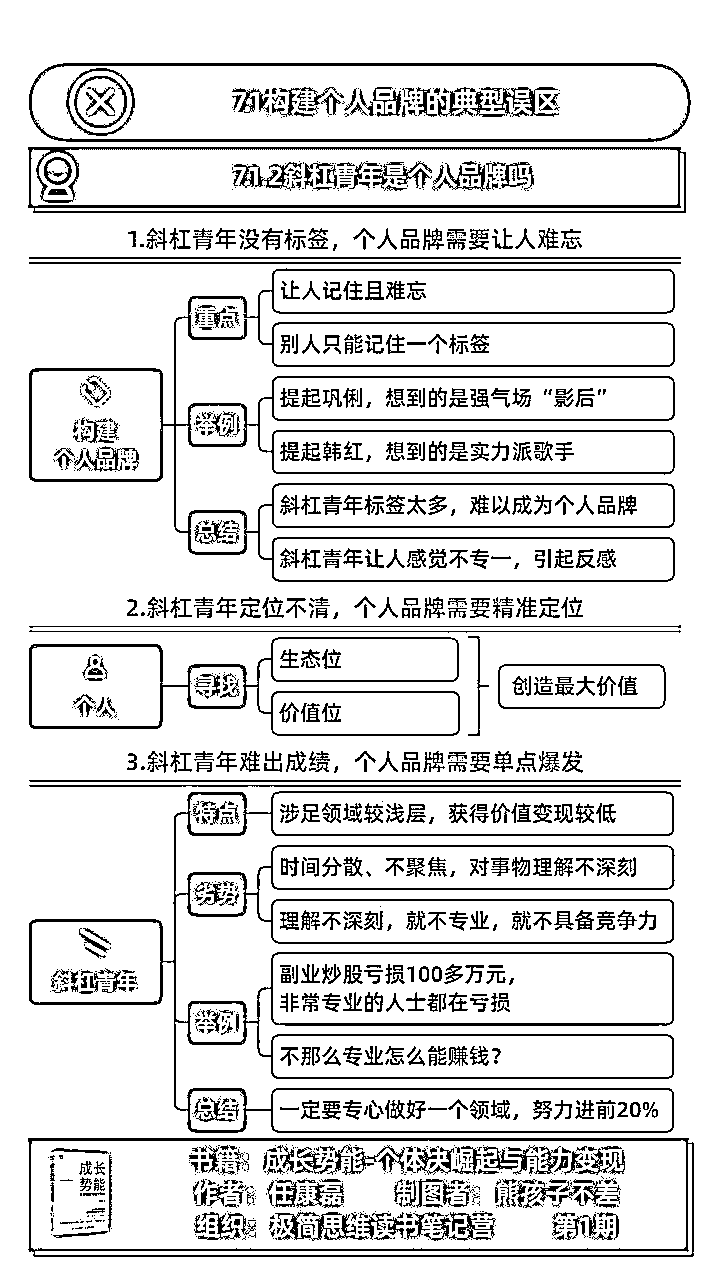 7.1构建个人品牌的典型误区
7.1.2斜杠青年是个人品牌吗
1.斜杠青年没有标签，个人品牌需要让人难忘
构建
个人品牌
重点
让人记住且难忘
别人只能记住一个标签
举例
提起巩俐，想到的是强气场“影后”
提起韩红，想到的是实力派歌手
总结
斜杠青年标签太多，难以成为个人品牌
斜杠青年让人感觉不专一，引起反感
2.斜杠青年定位不清，个人品牌需要精准定位
个人
寻找
生态位
价值位
创造最大价值
3.斜杠青年难出成绩，个人品牌需要单点爆发
斜杠青年
特点
涉足领域较浅层，获得价值变现较低
劣势
时间分散、不聚焦，对事物理解不深刻
理解不深刻，就不专业，就不具备竞争力
举例
副业炒股亏损100多万元，
非常专业的人士都在亏损
不那么专业怎么能赚钱？
总结
一定要专心做好一个领域，努力进前20%
成长
势能
书籍：成长势能-个体决崛起与能力变现
作者：任康磊 制图者：熊孩子不差
组织：极简思维读书笔记营 第1期